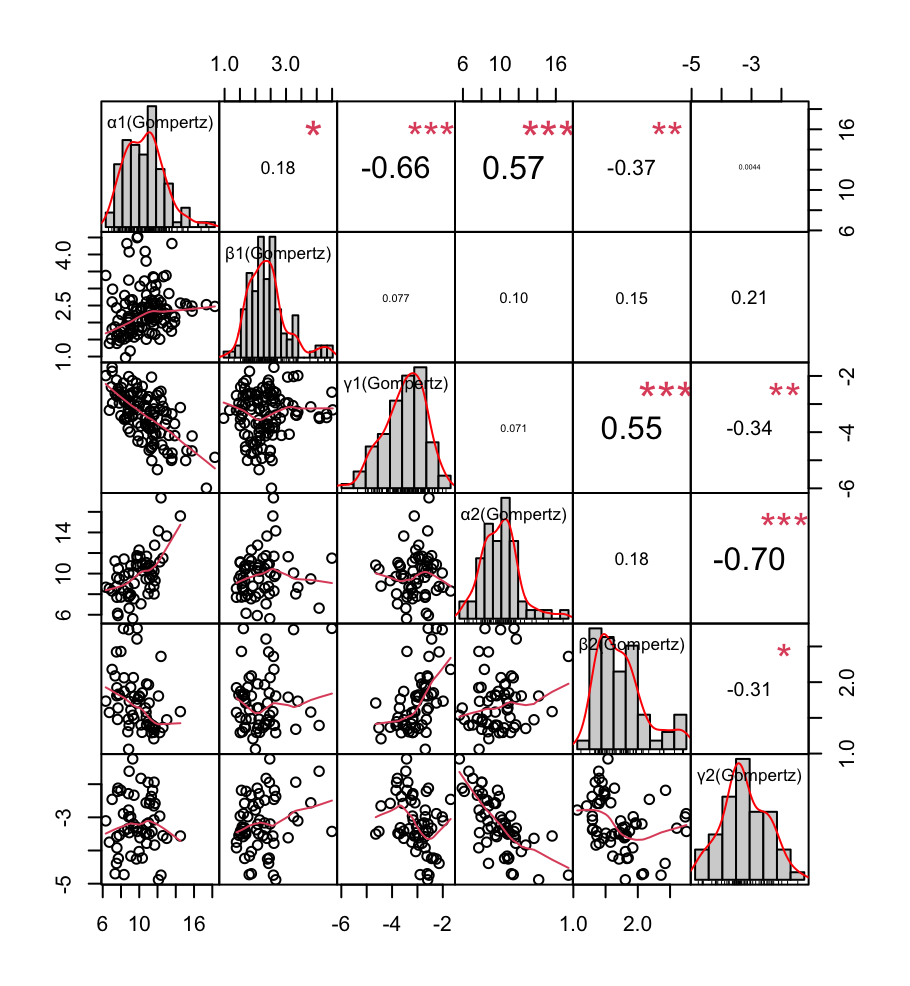 1.0 3.0 6 10 16 -5 -3
α1(Gompertz) * *** *** ** 16
0.18 -0.66 0.57 -0.37 0.0044 10
6
4.0 β1(Gompertz)
2.5 0.077 0.10 0.15 0.21
1.0
γ1(Gompertz) *** ** -2
0.071 0.55 -0.34 -4
-6
14 α2(Gompertz) ***
10 0.18 -0.70
6
β2(Gompertz) *
-0.31 2.0
1.0
γ2(Gompertz)
-3
-5
6 10 16 -6 -4 -2 1.0 2.0